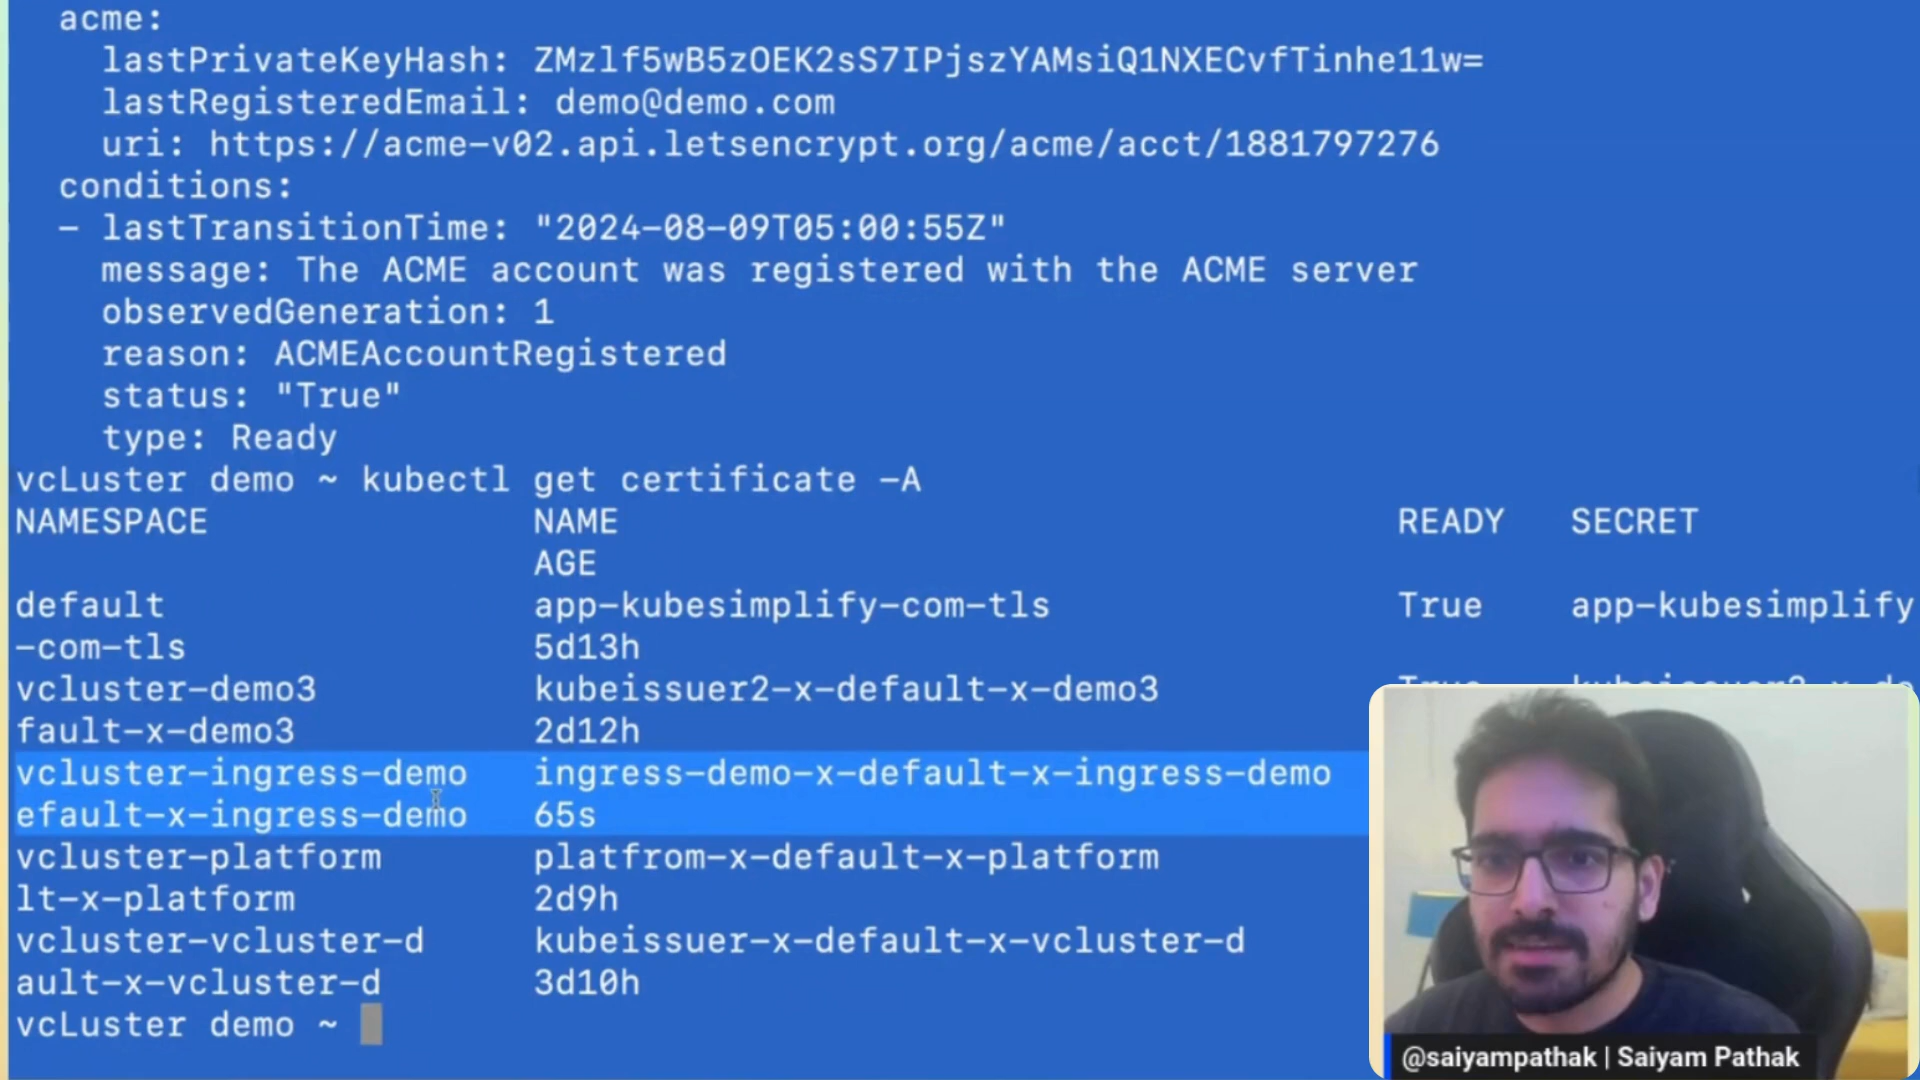 acme:
lastPrivateKeyHash: ZMzlf5wB5zOEK2sS7IPjszYAMsiQ1NXECvfTinhe11w=
lastRegisteredEmail: demo@demo.com
uri: https://acme-v02.api.letsencrypt.org/acme/acct/1881797276
conditions:
- lastTransitionTime: "2024-08-09T05:00:55Z"
message: The ACME account was registered with the ACME server
observedGeneration: 1
reason: ACMEAccountRegistered
status: "True"
type: Ready
vcLuster demo ~ kubectl get certificate -A
NAMESPACE NAME READY SECRET
AGE
default app-kubesimplify-com-tls True app-kubesimplify
-com-tls 5d13h
vcluster-demo3 kubeissuer2-x-default-x-demo3
fault-x-demo3 2d12h
vcluster-ingress-demo ingress-demo-x-default-x-ingress-demo
efault-x-ingress-demo 65s
vcluster-platform platfrom-x-default-x-platform
lt-x-platform 2d9h
vcluster-vcluster-d kubeissuer-x-default-x-vcluster-d
ault-x-vcluster-d 3d10h
vcLuster demo ~
@saiyampathak | Saiyam Pathak